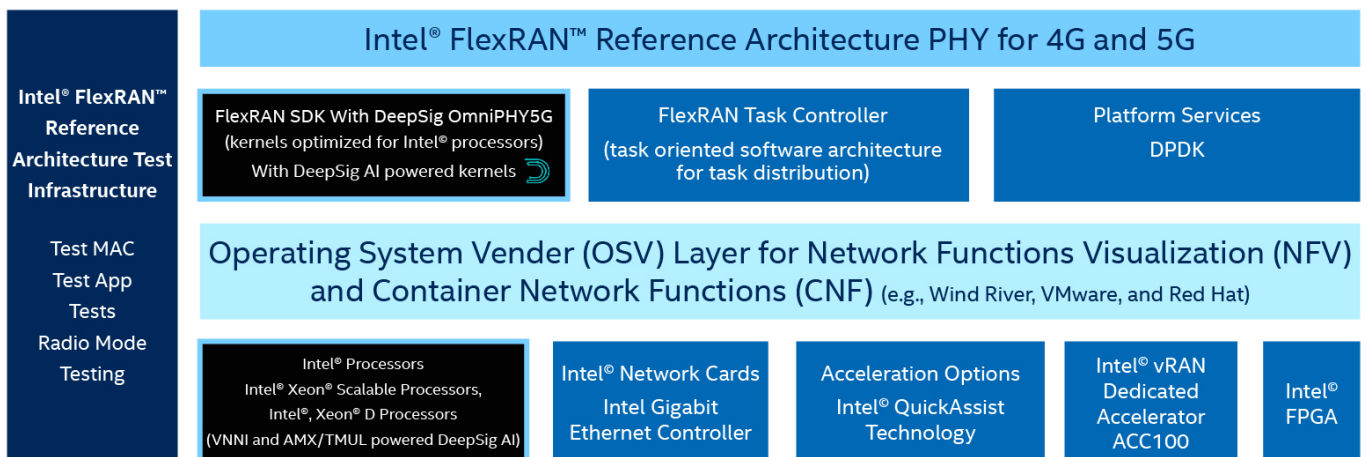 Intel® FlexRAN™
Reference
Architecture Test
Infrastructure
Test MAC
Test App
Tests
Radio Mode
Testing
Intel® FlexRAN™ Reference Architecture PHY for 4G and 5G
FlexRAN SDK With DeepSig OmniPHY5G
(kernels optimized for Intel® processors)
With DeepSig AI powered kernels
FlexRAN Task Controller
(task oriented software architecture
for task distribution)
Platform Services
DPDK
Operating System Vender (OSV) Layer for Network Functions Visualization (NFV)
and Container Network Functions (CNF) (e.g., Wind River, VMware, and Red Hat)
Intel® Processors
Intel® Xeon® Scalable Processors,
Intel®, Xeon® D Processors
(VNNI and AMX/TMUL powered DeepSig AI)
Intel® Network Cards
Intel Gigabit
Ethernet Controller
Acceleration Options
Intel® QuickAssist
Technology
Intel® vRAN
Dedicated
Accelerator
ACC100
Intel®
FPGA